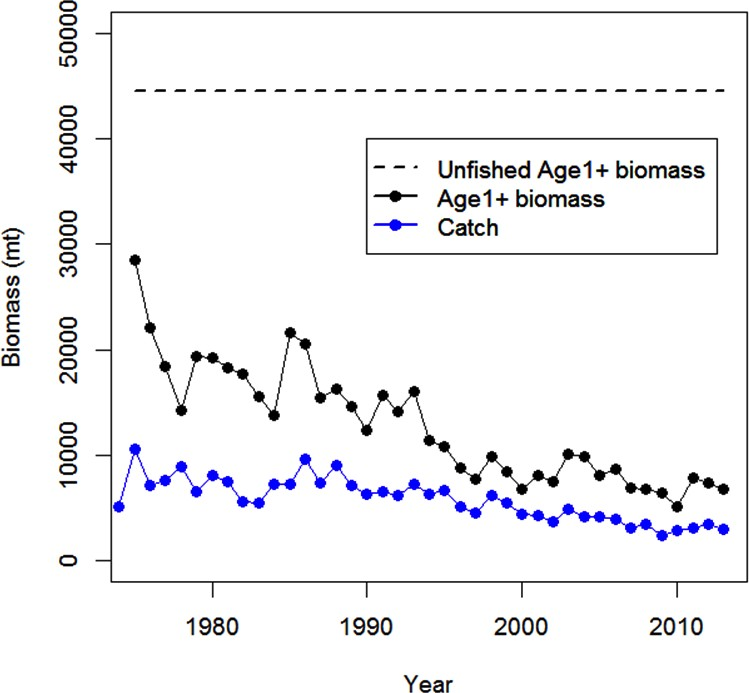 50000
40000
30000
20000
10000
0
Biomass (mt)
Unfished Age1+ biomass
Age1+ biomass
Catch
1980
1990
2000
2010
Year